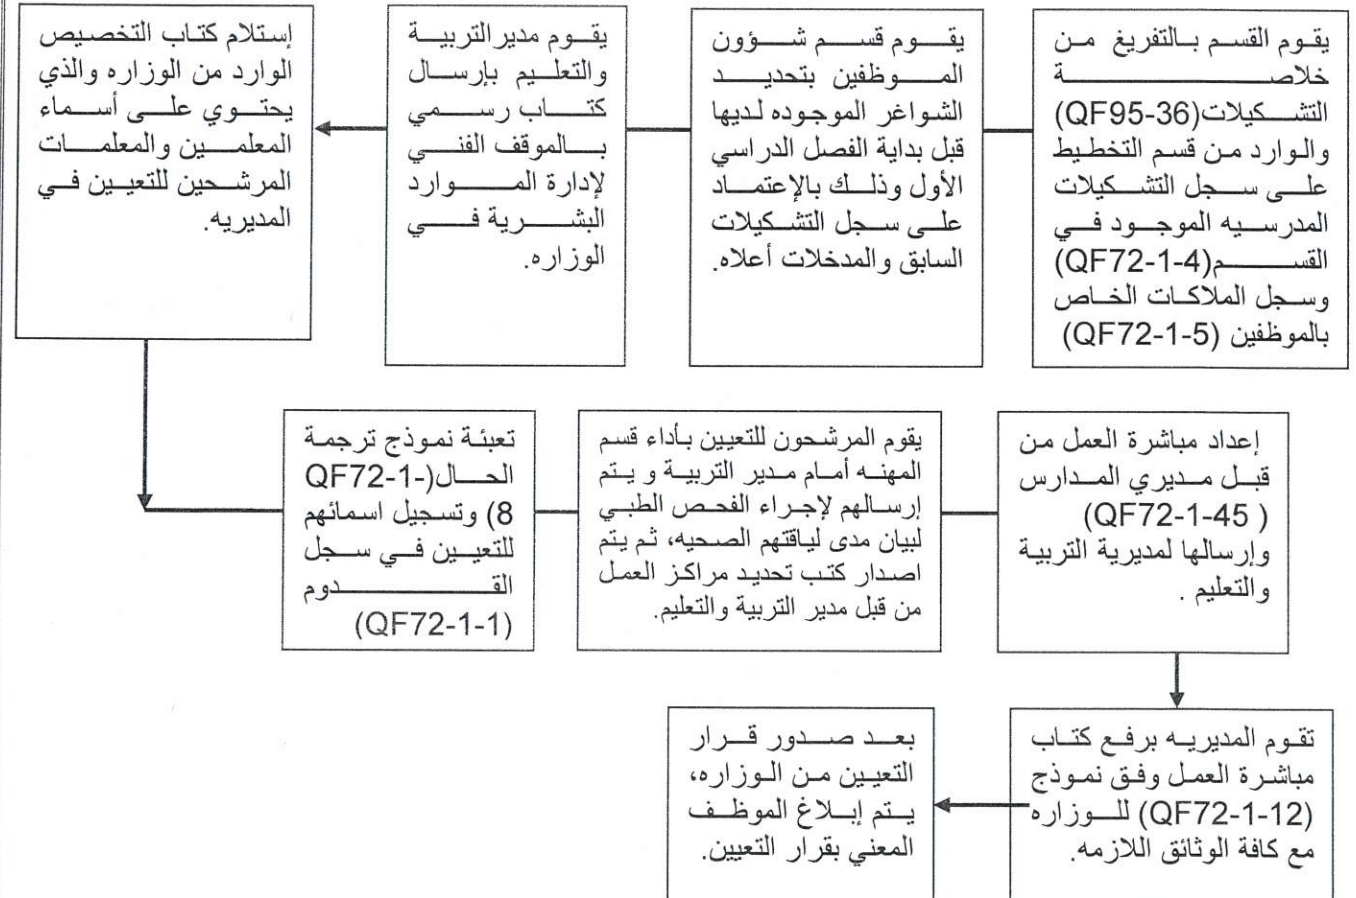 يقوم القسم بالتفريغ من
خلاصة
التشكيلات(QF95-36)
والوارد من قسم التخطيط
على سجل التشكيلات
المدرسيه الموجود في
القسم(QF72-1-4)
وسجل الملاكات الخاص
بالموظفين (QF72-1-5)
يقوم قسم شؤون
الموظفين بتحديد
الشواغر الموجوده لديها
قبل بداية الفصل الدراسي
الأول وذلك بالإعتماد
على سجل التشكيلات
السابق والمدخلات أعلاه.
يقوم مدير التربية
والتعليم بإرسال
كتاب رسمي
بالموقف الفني
لإدارة الموارد
البشرية في
الوزاره.
إستلام كتاب التخصيص
الوارد من الوزاره والذي
يحتوي على أسماء
المعلمين والمعلمات
المرشحين للتعيين في
المديريه.
تعبئة نموذج ترجمة
الحال(QF72-1-
8) وتسجيل اسمائهم
للتعيين في سجل
القدوم
(QF72-1-1)
يقوم المرشحون للتعيين بأداء قسم
المهنه أمام مدير التربية و يتم
إرسالهم لإجراء الفحص الطبي
لبيان مدى لياقتهم الصحيه، ثم يتم
اصدار كتب تحديد مراكز العمل
من قبل مدير التربية والتعليم.
إعداد مباشرة العمل من
قبل مديري المدارس
(QF72-1-45 )
وإرسالها لمديرية التربية
والتعليم .
تقوم المديريه برفع كتاب
مباشرة العمل وفق نموذج
(QF72-1-12) للوزاره
مع كافة الوثائق اللازمه.
بعد صدور قرار
التعيين من الوزاره،
يتم إبلاغ الموظف
المعني بقرار التعيين.